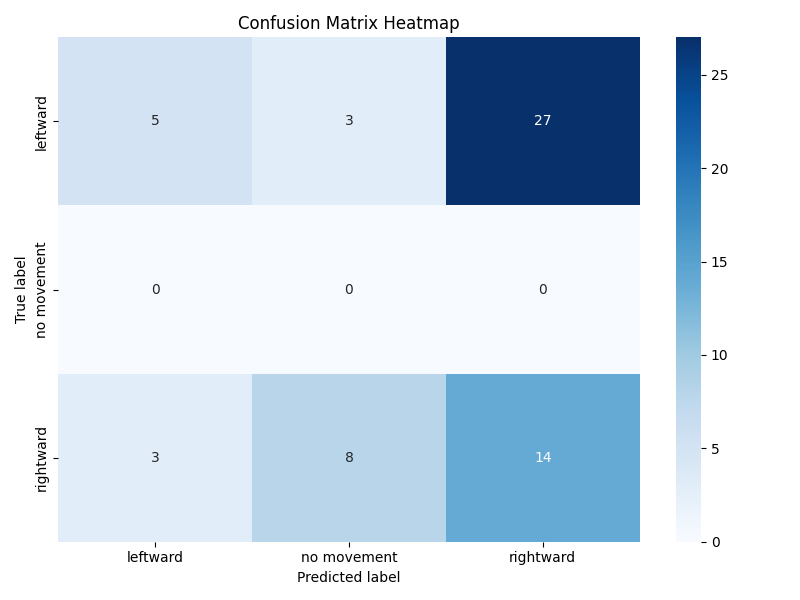 Confusion Matrix Heatmap
True label
leftward
5 3 27
no movement
0 0 0
rightward
3 8 14
leftward no movement rightward
Predicted label
25
20
15
10
5
0